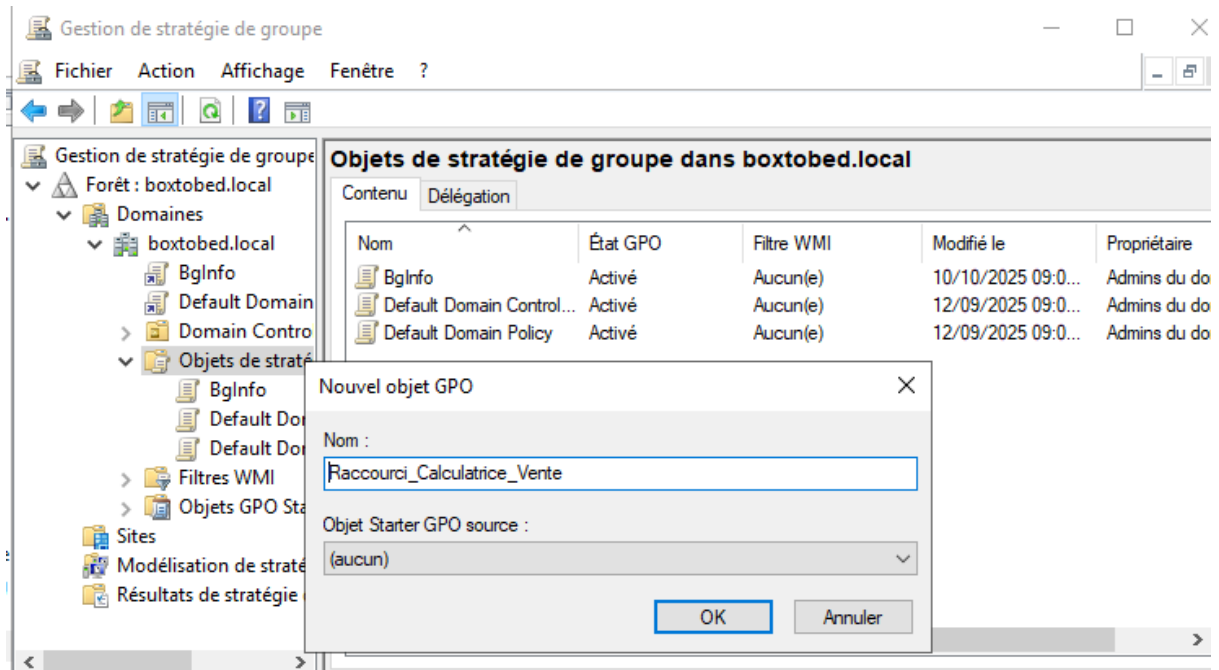 Gestion de stratégie de groupe
Fichier Action Affichage Fenêtre ?
Gestion de stratégie de groupe
Forêt : boxtobed.local
Domaines
boxtobed.local
BgInfo
Default Domain
Domain Contro
Objets de straté
BgInfo
Default Dor
Default Dor
Filtres WMI
Objets GPO Sta
Sites
Modélisation de straté
Résultats de stratégie
Objets de stratégie de groupe dans boxtobed.local
Contenu Délégation
Nom État GPO Filtre WMI Modifié le Propriétaire
BgInfo Activé Aucun(e) 10/10/2025 09:0... Admins du do
Default Domain Control... Activé Aucun(e) 12/09/2025 09:0... Admins du do
Default Domain Policy Activé Aucun(e) 12/09/2025 09:0... Admins du do
Nouvel objet GPO
Nom :
Raccourci_Calculatrice_Vente
Objet Starter GPO source :
(aucun)
OK Annuler